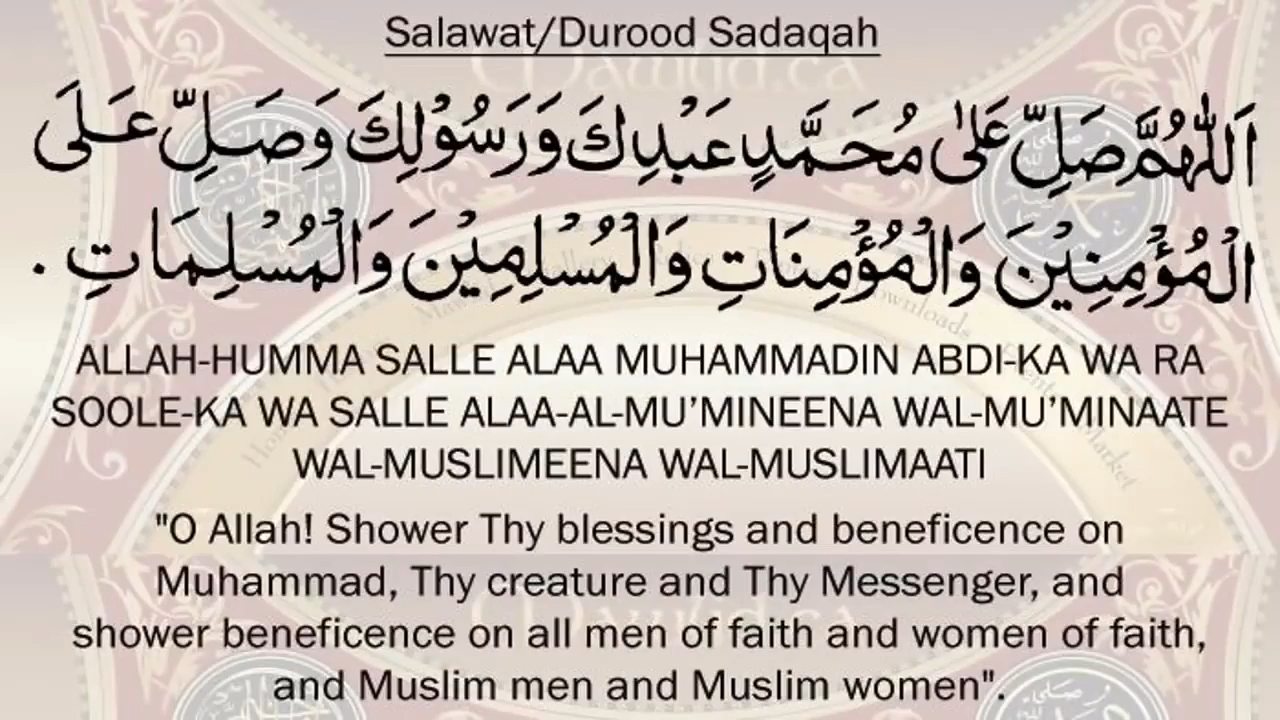 Salawat/Durood Sadaqah
اَللّٰهُمَّ صَلِّ عَلٰى مُحَمَّدٍ عَبْدِكَ وَرَسُوْلِكَ وَصَلِّ عَلَى
الْمُؤْمِنِيْنَ وَالْمُؤْمِنَاتِ وَالْمُسْلِمِيْنَ وَالْمُسْلِمَاتِ .
ALLAH-HUMMA SALLE ALAA MUHAMMADIN ABDI-KA WA RA
SOOLE-KA WA SALLE ALAA-AL-MU’MINEENA WAL-MU’MINAATE
WAL-MUSLIMEENA WAL-MUSLIMAATI
"O Allah! Shower Thy blessings and beneficence on
Muhammad, Thy creature and Thy Messenger, and
shower beneficence on all men of faith and women of faith,
and Muslim men and Muslim women".